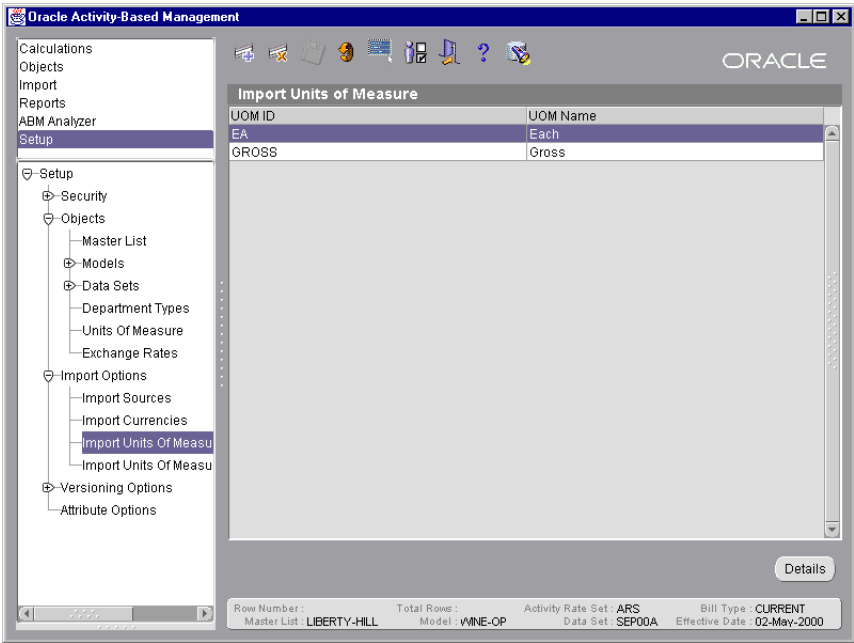 Oracle Activity-Based Management
Calculations
Objects
Import
Reports
ABM Analyzer
Setup
ORACLE
Import Units of Measure
UOM ID UOM Name
EA Each
GROSS Gross
Setup
Security
Objects
Master List
Models
Data Sets
Department Types
Units Of Measure
Exchange Rates
Import Options
Import Sources
Import Currencies
Import Units Of Measu
Import Units Of Measu
Versioning Options
Attribute Options
Details
Row Number : Total Rows : Activity Rate Set : ARS Bill Type : CURRENT
Master List : LIBERTY-HILL Model : WINE-OP Data Set : SEP00A Effective Date : 02-May-2000